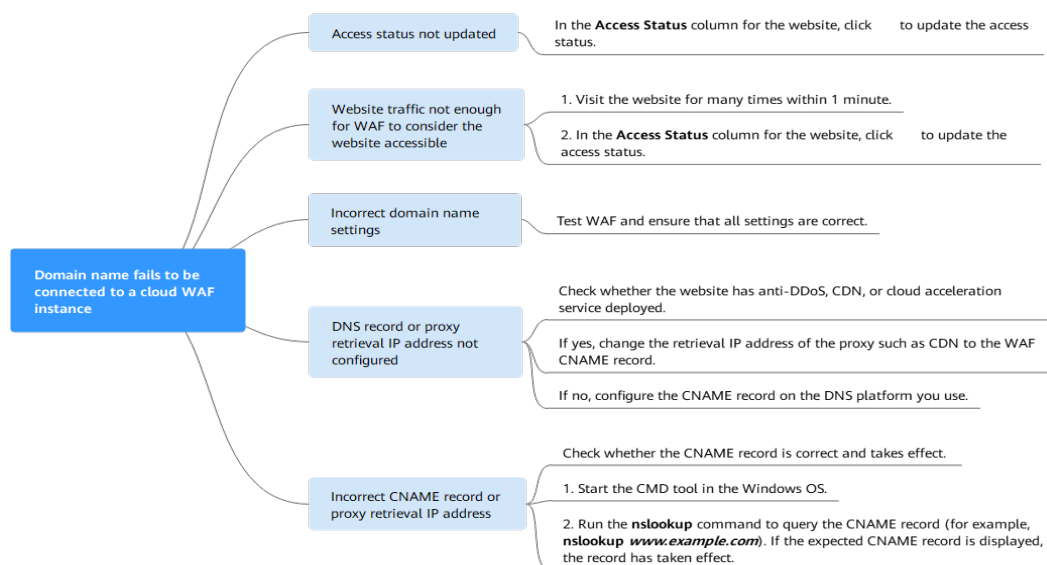 Access status not updated
In the Access Status column for the website, click to update the access
status.
Website traffic not enough
for WAF to consider the
website accessible
1. Visit the website for many times within 1 minute.
2. In the Access Status column for the website, click to update the
access status.
Incorrect domain name
settings
Test WAF and ensure that all settings are correct.
Domain name fails to be
connected to a cloud WAF
instance
DNS record or proxy
retrieval IP address not
configured
Check whether the website has anti-DDoS, CDN, or cloud acceleration
service deployed.
If yes, change the retrieval IP address of the proxy such as CDN to the WAF
CNAME record.
If no, configure the CNAME record on the DNS platform you use.
Incorrect CNAME record or
proxy retrieval IP address
Check whether the CNAME record is correct and takes effect.
1. Start the CMD tool in the Windows OS.
2. Run the nslookup command to query the CNAME record (for example,
nslookup www.example.com). If the expected CNAME record is displayed,
the record has taken effect.